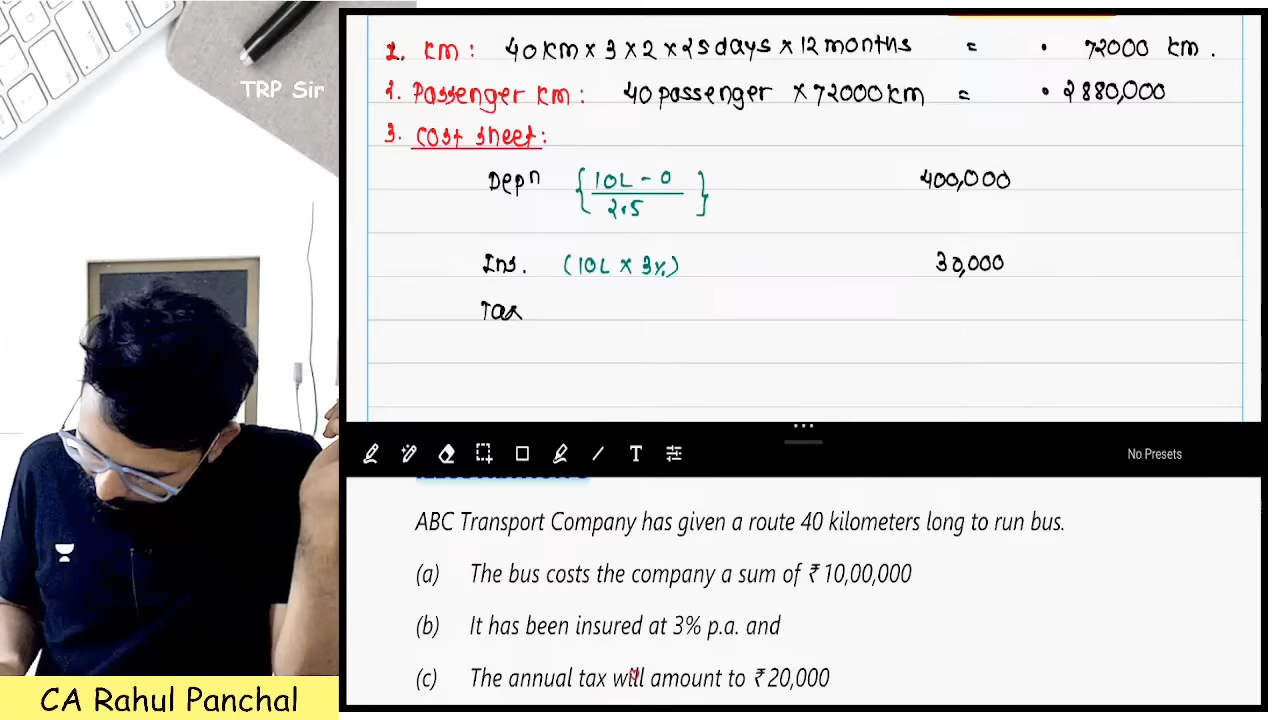 TRP Sir
1. Km: 40 Km x 3 x 2 x 25 days x 12 months = 72000 Km.
2. Passenger Km: 40 passenger x 72000 Km = 2880,000
3. Cost sheet:
Depn { 10L - 0 / 2.5 } 400,000
Ins. (10L x 3%) 30,000
Tax
No Presets
ABC Transport Company has given a route 40 kilometers long to run bus.
(a) The bus costs the company a sum of ₹ 10,00,000
(b) It has been insured at 3% p.a. and
(c) The annual tax will amount to ₹ 20,000
CA Rahul Panchal